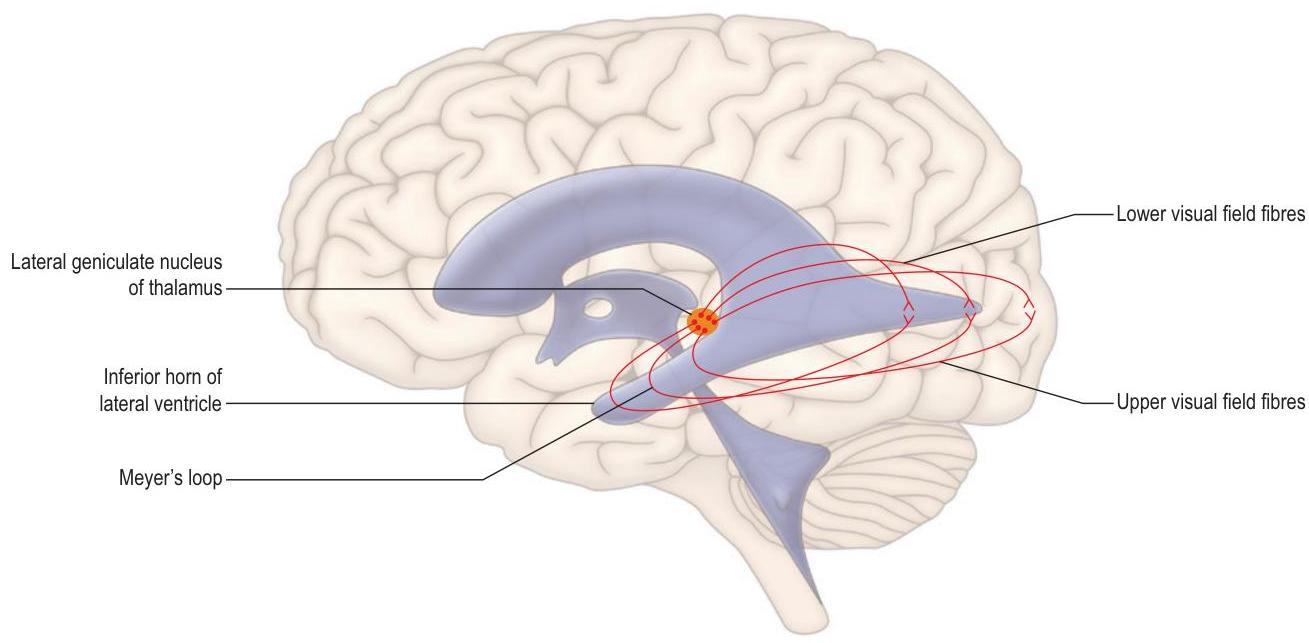 Lateral geniculate nucleus
of thalamus
Inferior horn of
lateral ventricle
Meyer’s loop
Lower visual field fibres
Upper visual field fibres